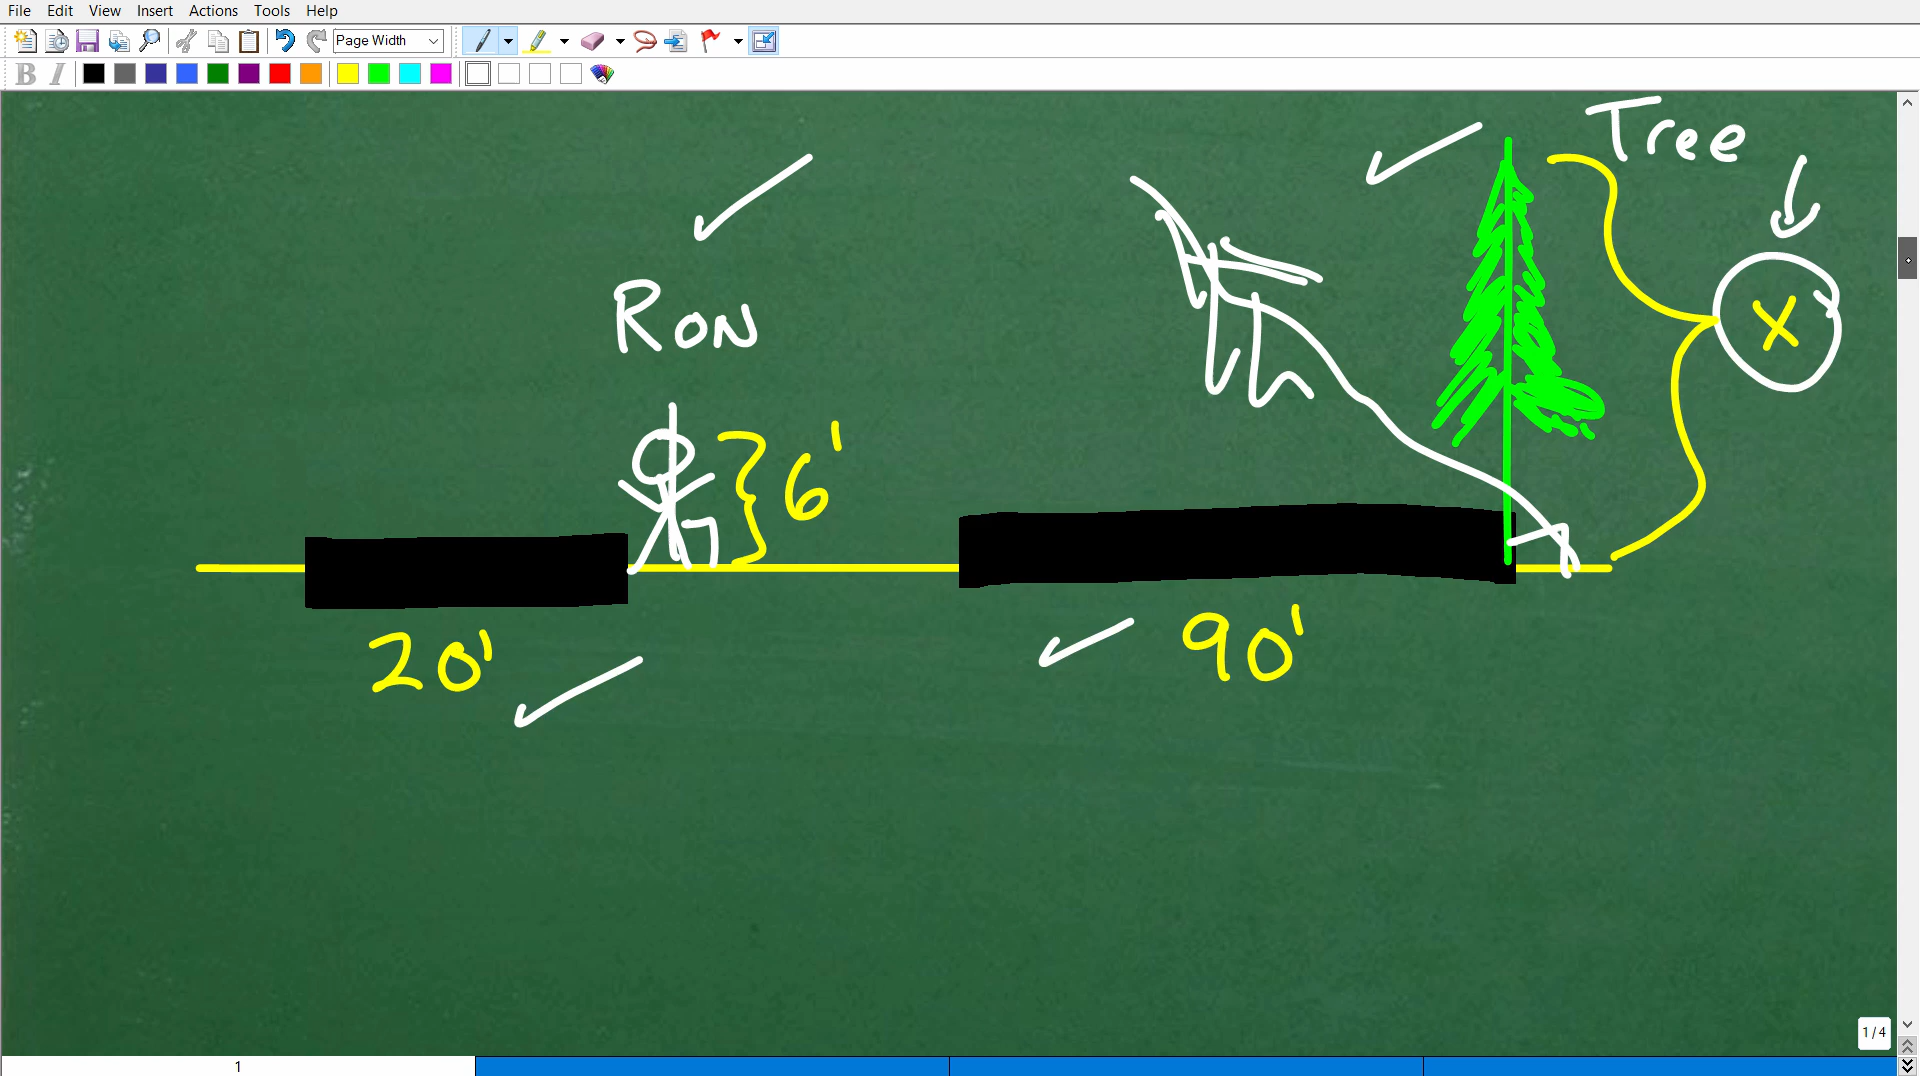 File Edit View Insert Actions Tools Help
Page Width
B I
Tree
Ron
X
6'
20'
90'
1/4
1